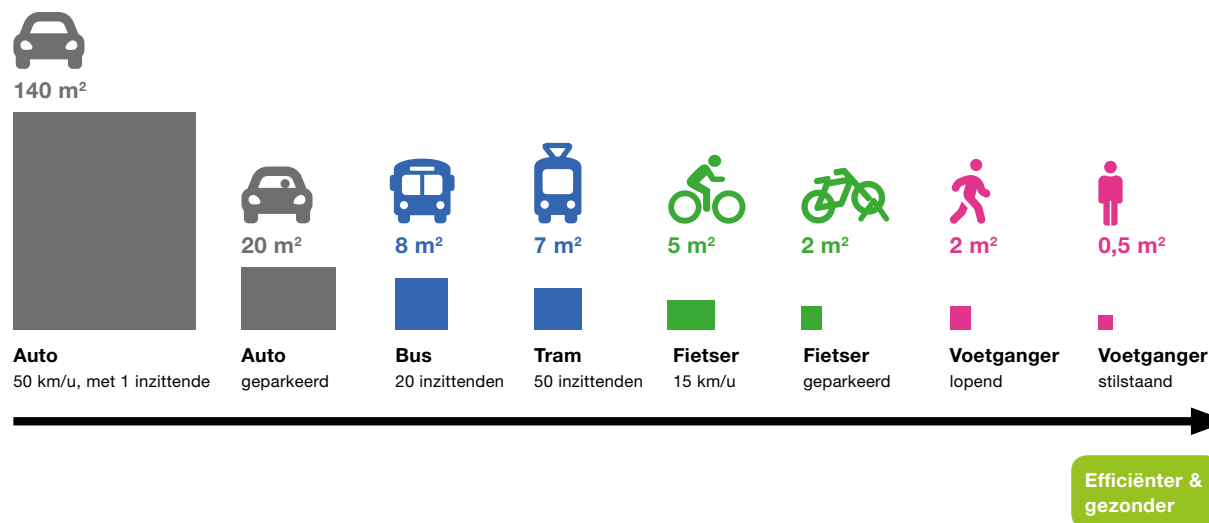 140 m²
20 m²
8 m²
7 m²
5 m²
2 m²
2 m²
0,5 m²
Auto
50 km/u, met 1 inzittende
Auto
geparkeerd
Bus
20 inzittenden
Tram
50 inzittenden
Fietser
15 km/u
Fietser
geparkeerd
Voetganger
lopend
Voetganger
stilstaand
Efficiënter &
gezonder